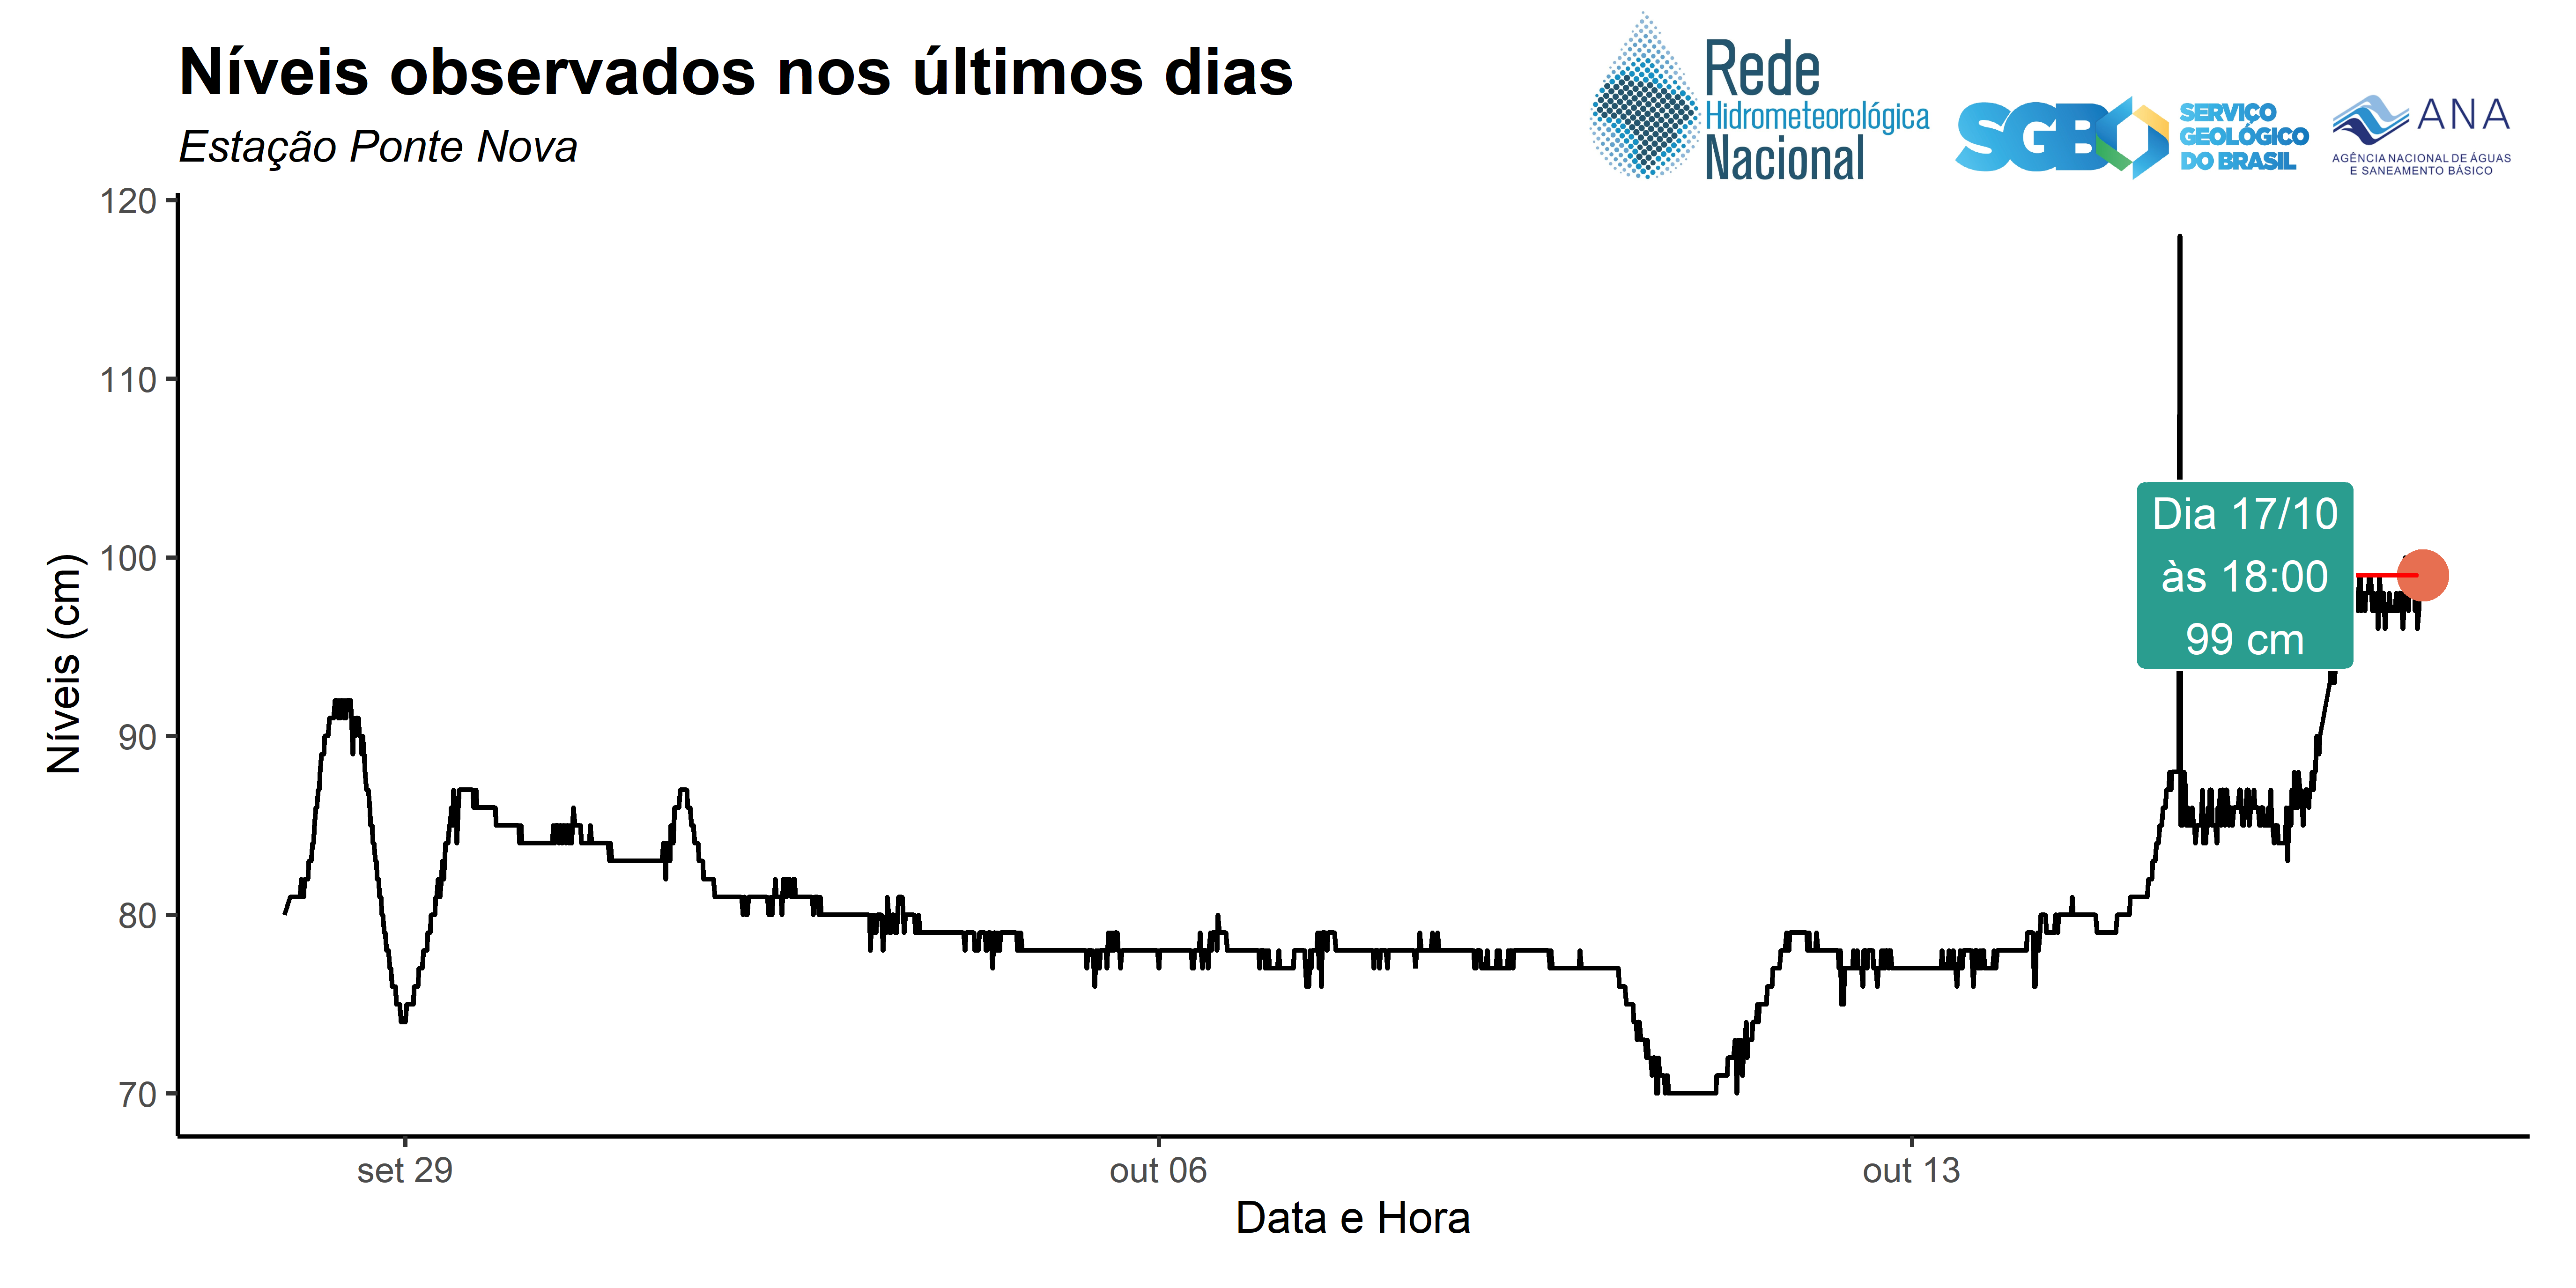 Níveis observados nos últimos dias
Estação Ponte Nova
Rede
Hidrometeorológica
Nacional
SGB
SERVIÇO
GEOLÓGICO
DO BRASIL
ANA
AGÊNCIA NACIONAL DE ÁGUAS
E SANEAMENTO BÁSICO
120
110
100
90
80
70
Níveis (cm)
Dia 17/10
às 18:00
99 cm
set 29
out 06
out 13
Data e Hora